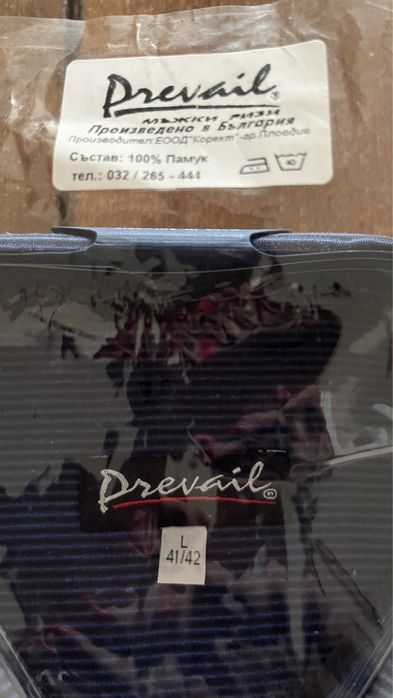 Prevail
мъжки ризи
Произведено в България
Производител:ЕООД"Корект"-гр.Пловдив
Състав: 100% Памук
тел.: 032 / 265 - 444
Prevail
L
41/42